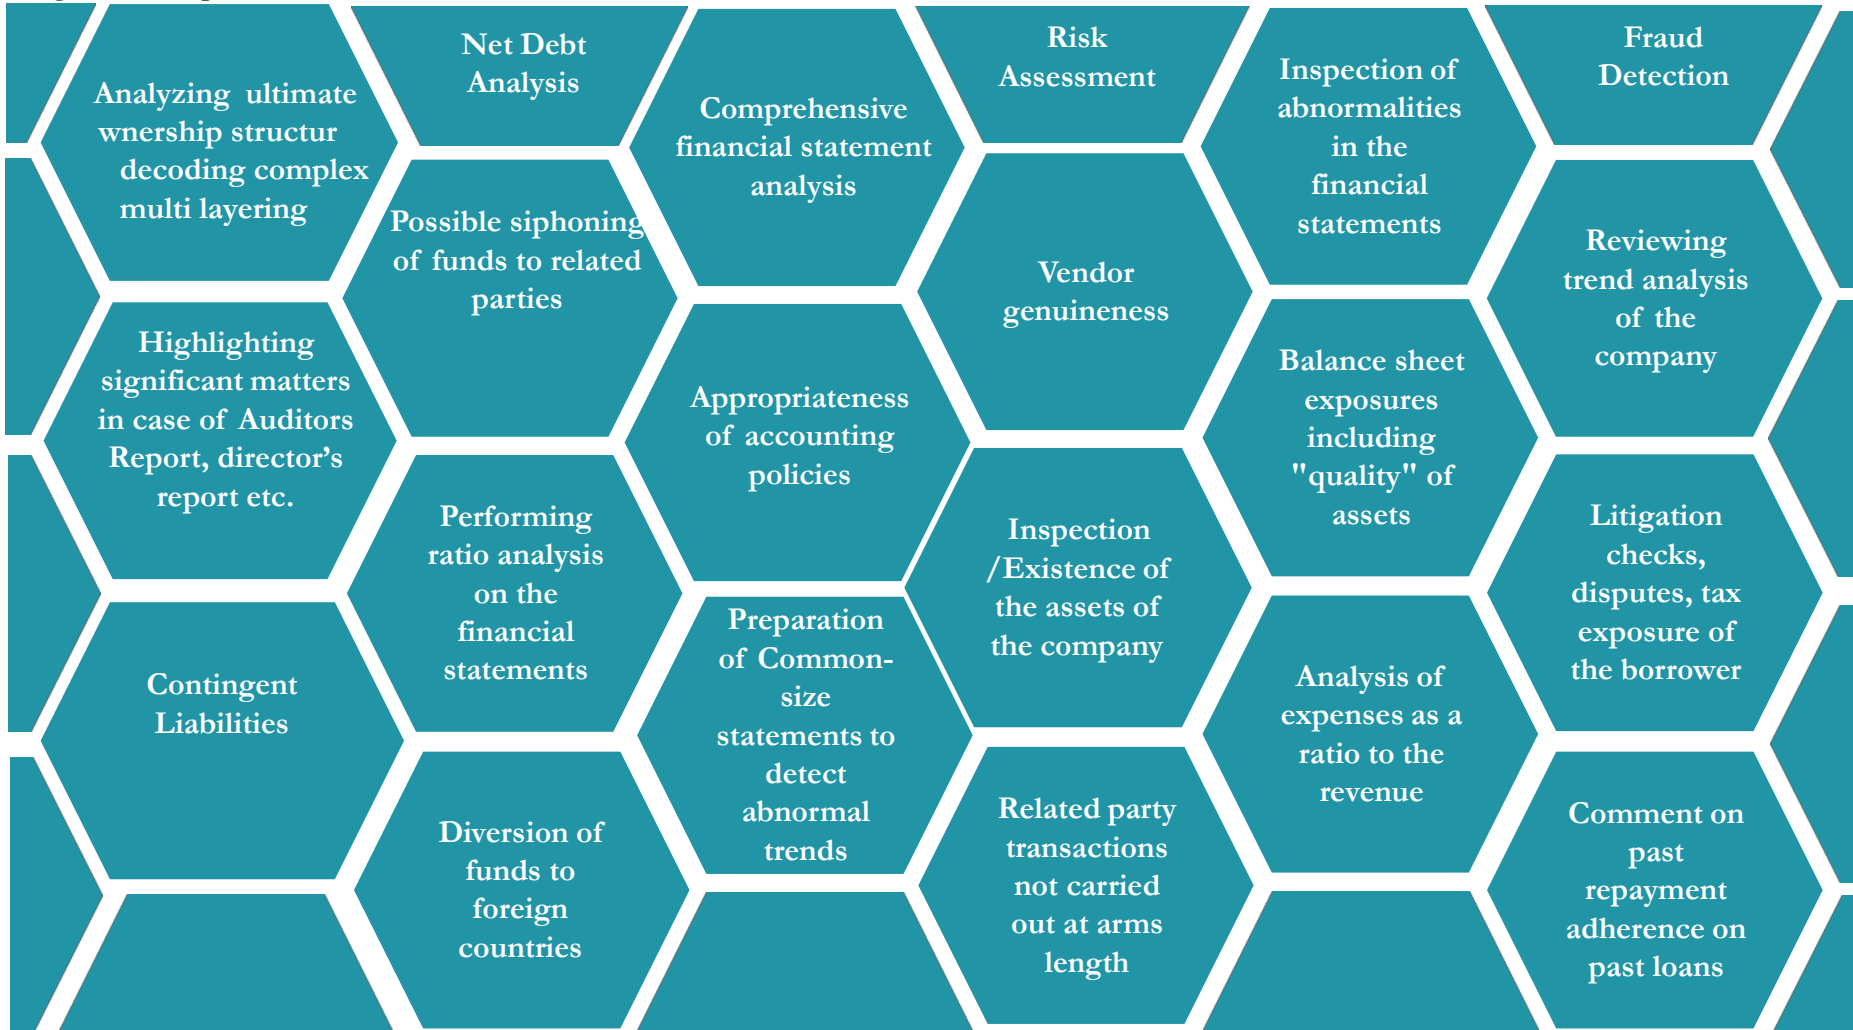 Analyzing ultimate
wnership structur
decoding complex
multi layering
Highlighting
significant matters
in case of Auditors
Report, director’s
report etc.
Contingent
Liabilities
Net Debt
Analysis
Possible siphoning
of funds to related
parties
Performing
ratio analysis
on the
financial
statements
Diversion of
funds to
foreign
countries
Comprehensive
financial statement
analysis
Appropriateness
of accounting
policies
Preparation
of Common-
size
statements to
detect
abnormal
trends
Risk
Assessment
Vendor
genuineness
Inspection
/Existence of
the assets of
the company
Related party
transactions
not carried
out at arms
length
Inspection of
abnormalities
in the
financial
statements
Balance sheet
exposures
including
"quality" of
assets
Analysis of
expenses as a
ratio to the
revenue
Fraud
Detection
Reviewing
trend analysis
of the
company
Litigation
checks,
disputes, tax
exposure of
the borrower
Comment on
past
repayment
adherence on
past loans